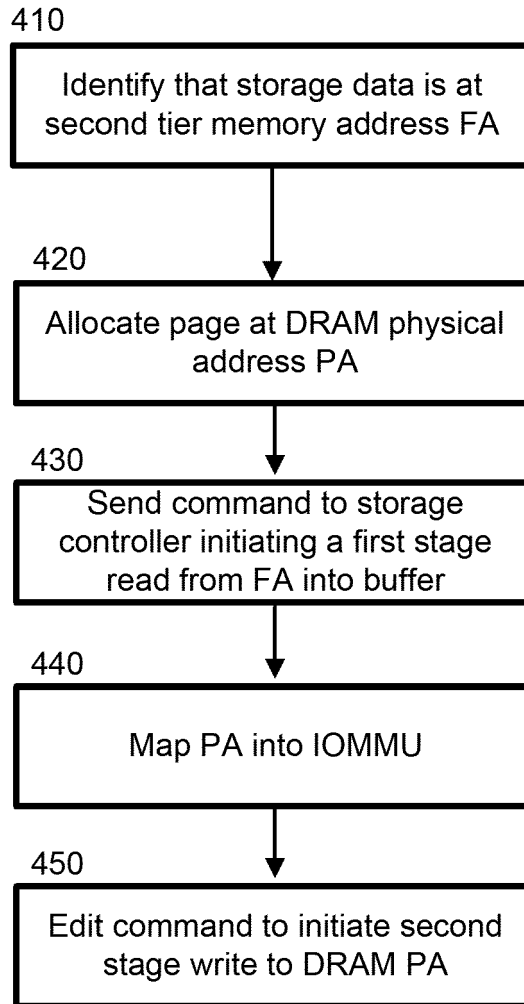 410
Identify that storage data is at
second tier memory address FA
420
Allocate page at DRAM physical
address PA
430
Send command to storage
controller initiating a first stage
read from FA into buffer
440
Map PA into IOMMU
450
Edit command to initiate second
stage write to DRAM PA